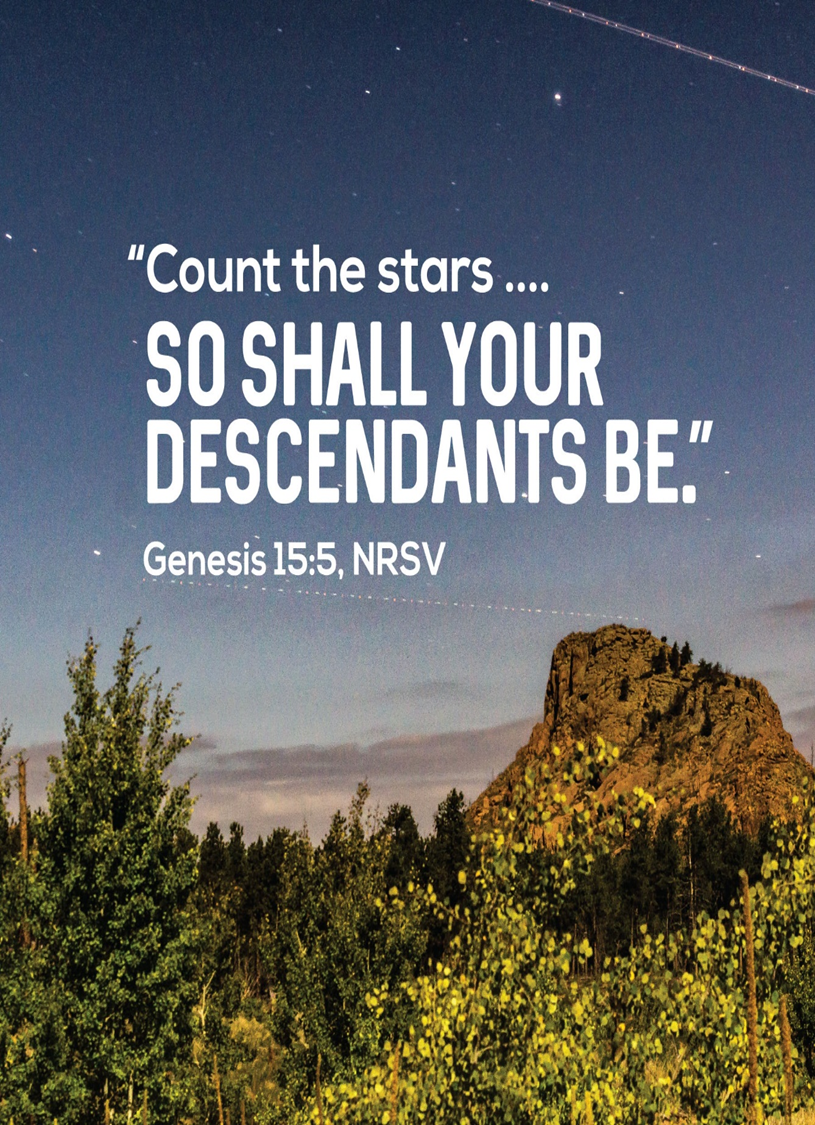 “Count the stars ....
SO SHALL YOUR
DESCENDANTS BE.”
Genesis 15:5, NRSV